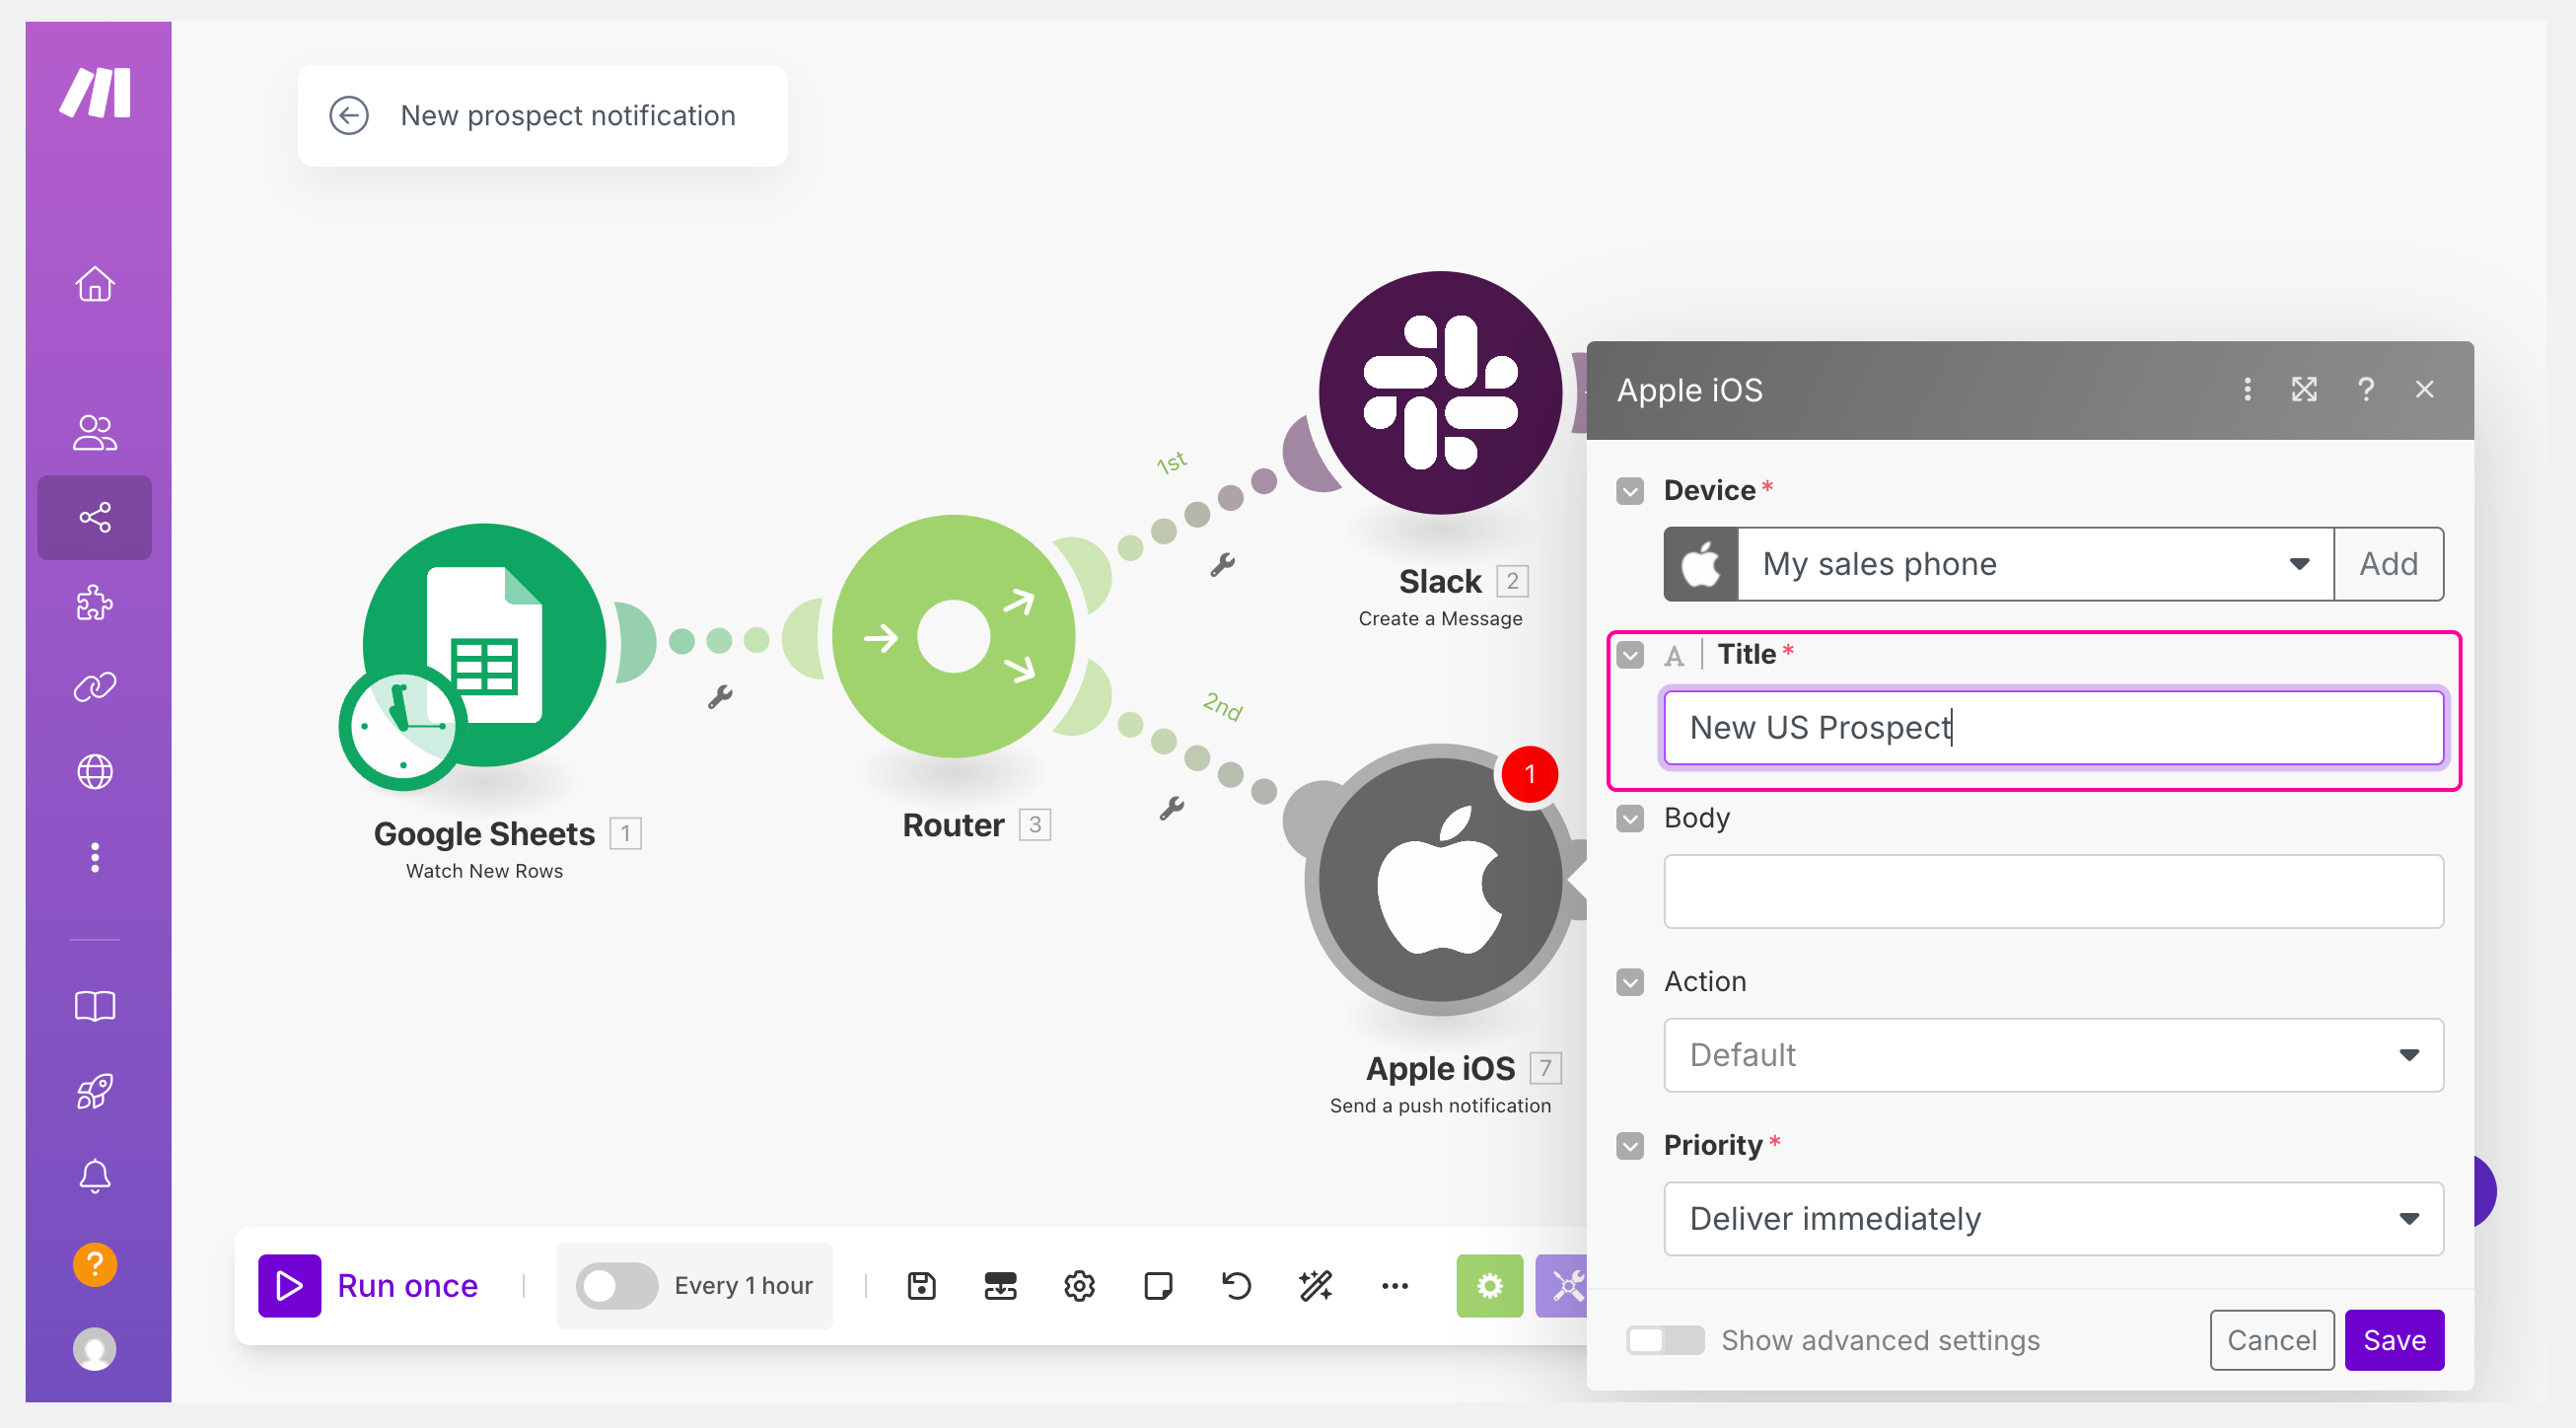 New prospect notification
1st
Slack 2
Create a Message
Google Sheets 1
Watch New Rows
Router 3
2nd
1
Apple iOS 7
Send a push notification
Run once
Every 1 hour
?
Apple iOS
?
Device *
My sales phone
Add
A Title *
New US Prospect
Body
Action
Default
Priority *
Deliver immediately
Show advanced settings
Cancel
Save